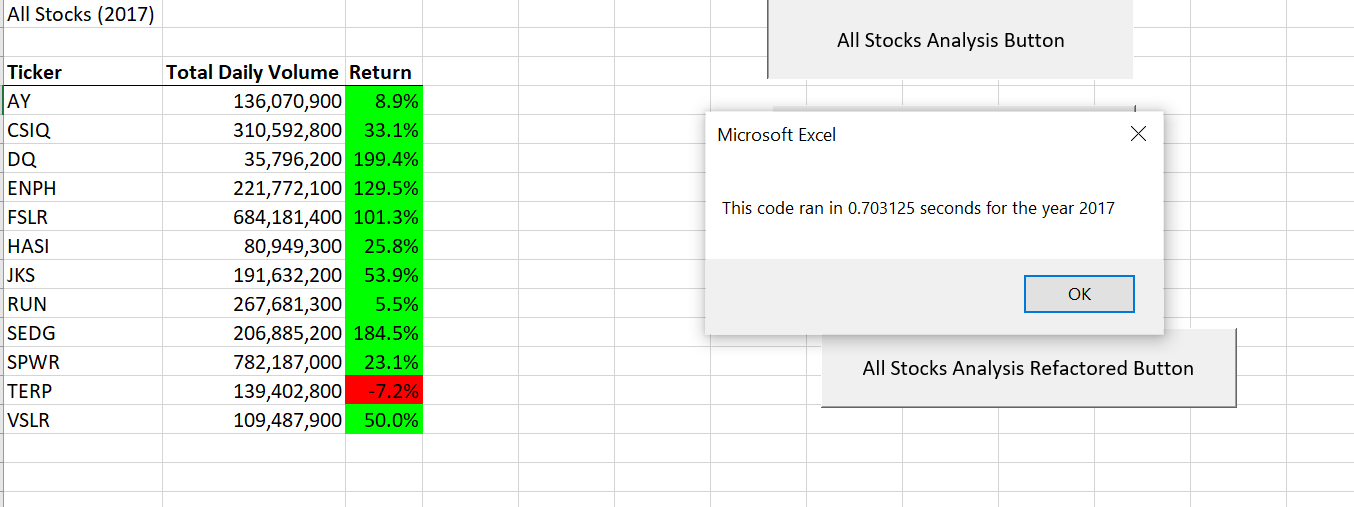 All Stocks (2017)
All Stocks Analysis Button
Ticker Total Daily Volume Return
AY 136,070,900 8.9%
CSIQ 310,592,800 33.1%
DQ 35,796,200 199.4%
ENPH 221,772,100 129.5%
FSLR 684,181,400 101.3%
HASI 80,949,300 25.8%
JKS 191,632,200 53.9%
RUN 267,681,300 5.5%
SEDG 206,885,200 184.5%
SPWR 782,187,000 23.1%
TERP 139,402,800 -7.2%
VSLR 109,487,900 50.0%
Microsoft Excel
This code ran in 0.703125 seconds for the year 2017
OK
All Stocks Analysis Refactored Button